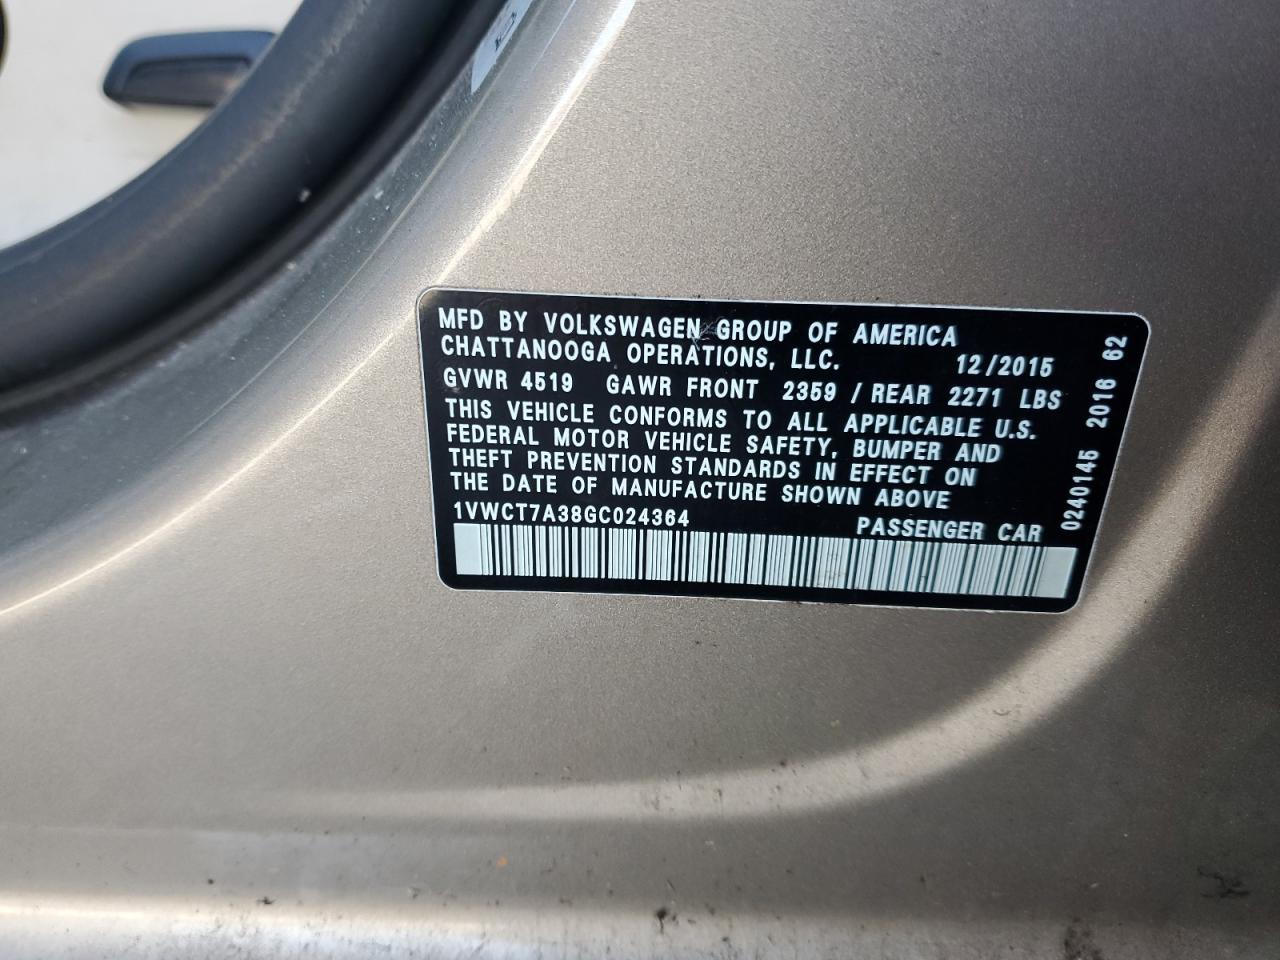 MFD BY VOLKSWAGEN GROUP OF AMERICA
CHATTANOOGA OPERATIONS, LLC. 12/2015
GVWR 4519 GAWR FRONT 2359 / REAR 2271 LBS
THIS VEHICLE CONFORMS TO ALL APPLICABLE U.S.
FEDERAL MOTOR VEHICLE SAFETY, BUMPER AND
THEFT PREVENTION STANDARDS IN EFFECT ON
THE DATE OF MANUFACTURE SHOWN ABOVE
1VWCT7A38GC024364 PASSENGER CAR
0240145 2016 62